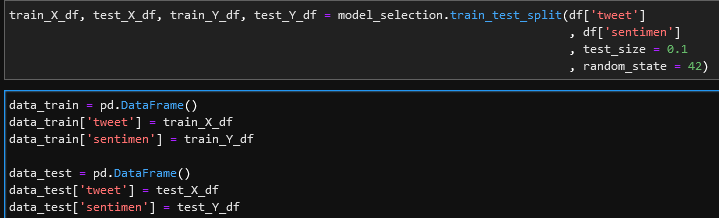 train_X_df, test_X_df, train_Y_df, test_Y_df = model_selection.train_test_split(df['tweet']
, df['sentimen']
, test_size = 0.1
, random_state = 42)
data_train = pd.DataFrame()
data_train['tweet'] = train_X_df
data_train['sentimen'] = train_Y_df
data_test = pd.DataFrame()
data_test['tweet'] = test_X_df
data_test['sentimen'] = test_Y_df